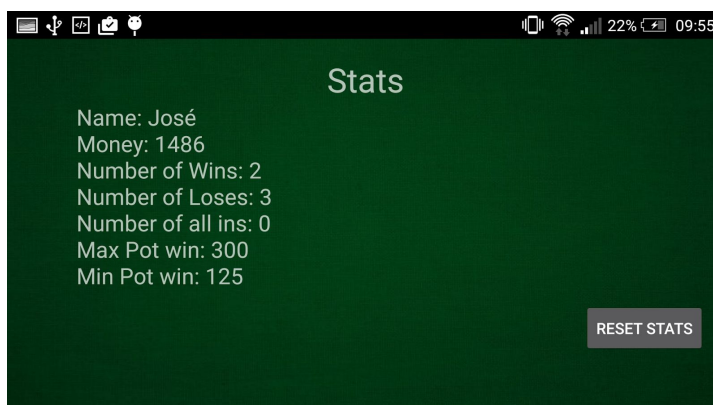 22% 09:55
Stats
Name: José
Money: 1486
Number of Wins: 2
Number of Loses: 3
Number of all ins: 0
Max Pot win: 300
Min Pot win: 125
RESET STATS